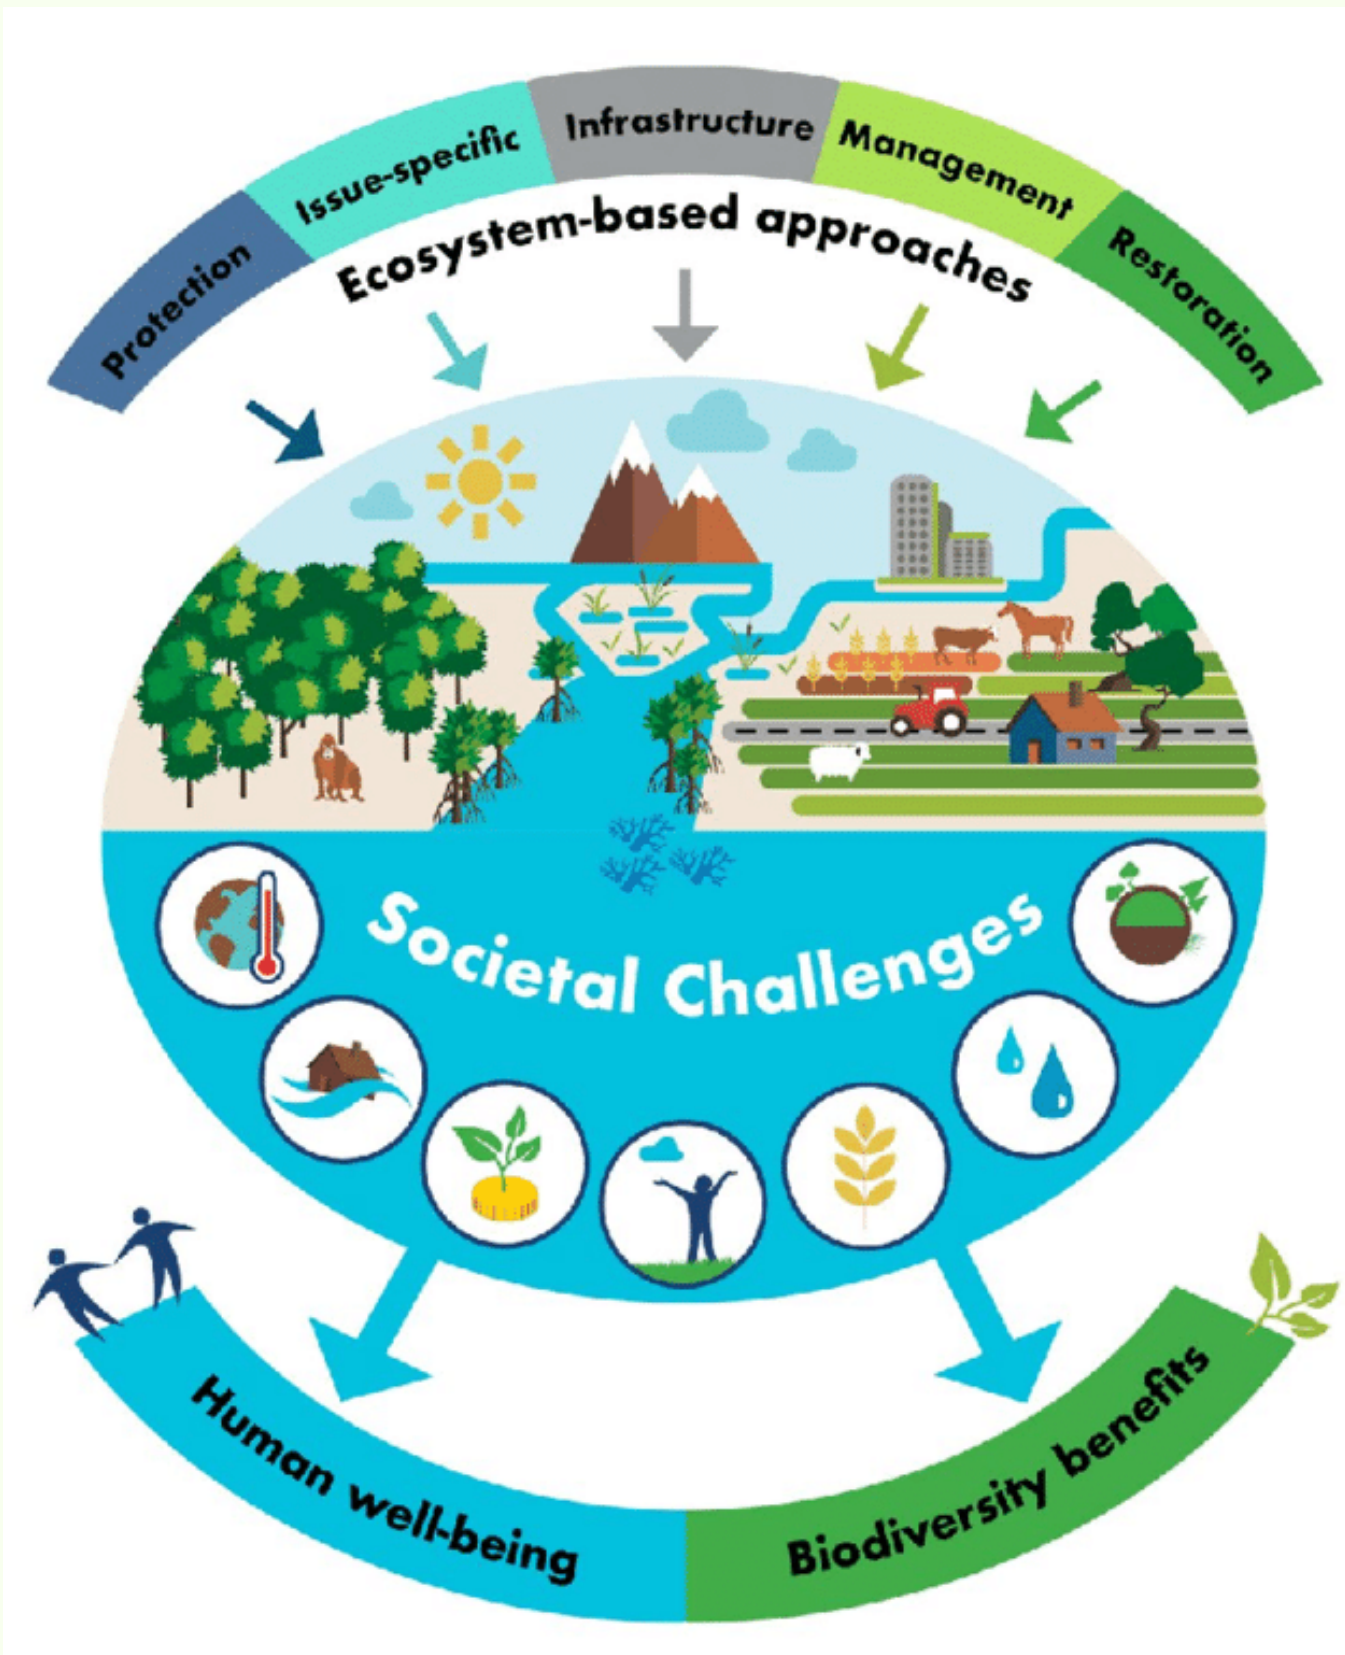 Protection
Issue-specific
Infrastructure
Management
Restoration
Ecosystem-based approaches
Societal Challenges
Human well-being
Biodiversity benefits